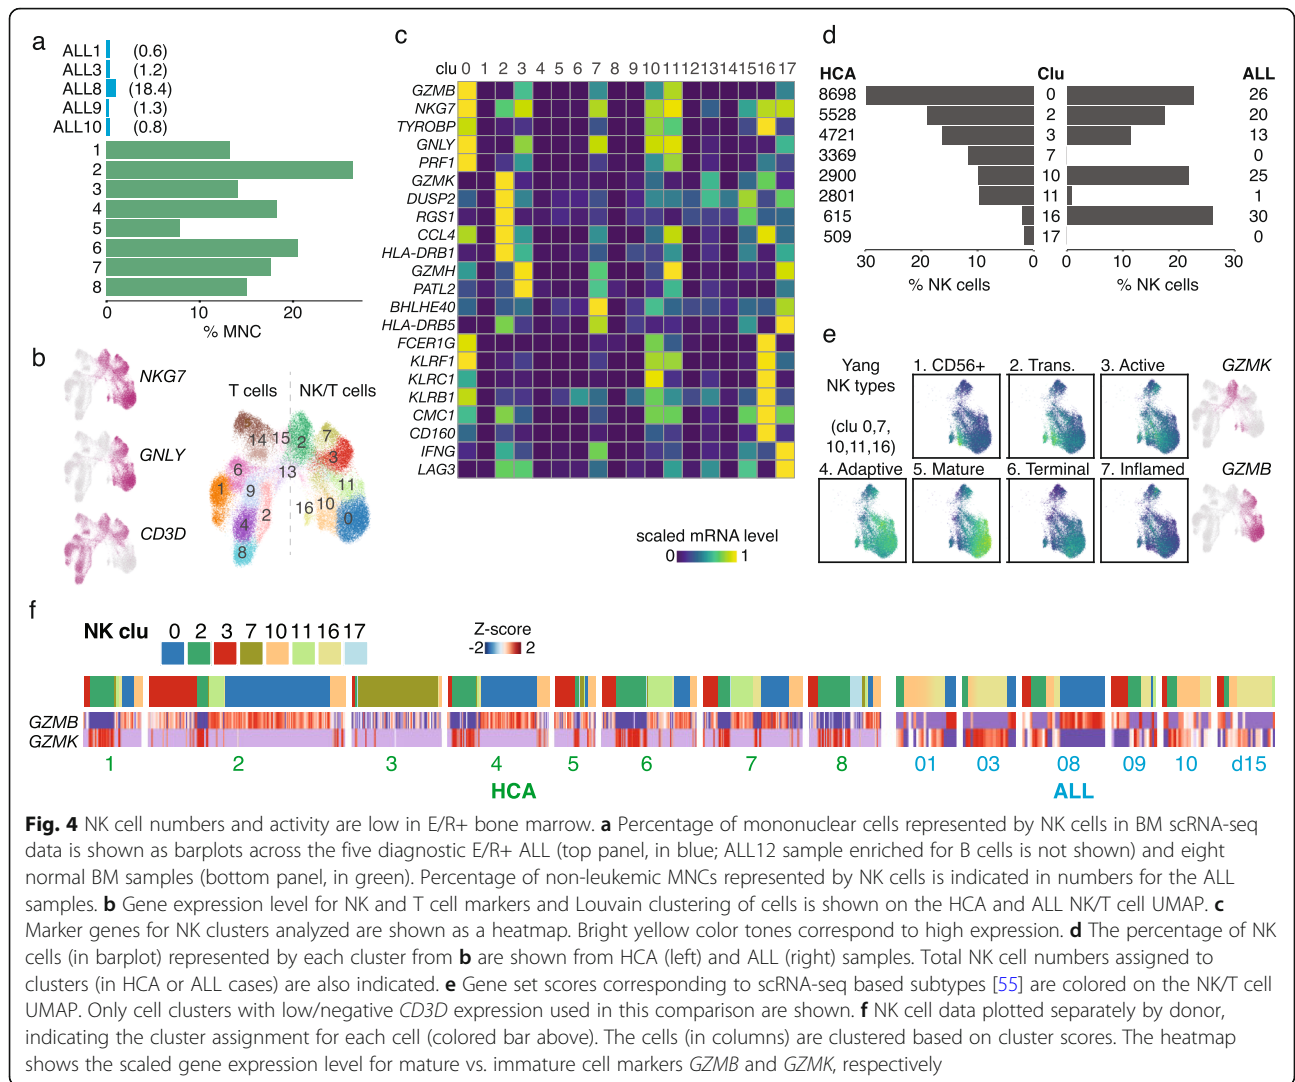 a
ALL1 (0.6)
ALL3 (1.2)
ALL8 (18.4)
ALL9 (1.3)
ALL10 (0.8)
1
2
3
4
5
6
7
8
10 20
% MNC
b
NKG7
GNLY
CD3D
T cells NK/T cells
14 15 2 7
3
6 13
1 9 11
2 16 10 0
4
8
c
clu 0 1 2 3 4 5 6 7 8 9 10 11 12 13 14 15 16 17
GZMB
NKG7
TYROBP
GNLY
PRF1
GZMK
DUSP2
RGS1
CCL4
HLA-DRB1
GZMH
PATL2
BHLHE40
HLA-DRB5
FCER1G
KLRF1
KLRC1
KLRB1
CMC1
CD160
IFNG
LAG3
scaled mRNA level
0 1
d
HCA Clu ALL
8698 0 26
5528 2 20
4721 3 13
3369 7 0
2900 10 25
2801 11 1
615 16 30
509 17 0
30 20 10 0 0 10 20 30
% NK cells % NK cells
e
Yang
NK types
(clu 0,7,
10,11,16)
1. CD56+ 2. Trans. 3. Active
GZMK
4. Adaptive 5. Mature 6. Terminal 7. Inflamed
GZMB
f
NK clu 0 2 3 7 10 11 16 17
Z-score
-2 2
GZMB
GZMK
1 2 3 4 5 6 7 8 01 03 08 09 10 d15
HCA ALL
Fig. 4 NK cell numbers and activity are low in E/R+ bone marrow. a Percentage of mononuclear cells represented by NK cells in BM scRNA-seq
data is shown as barplots across the five diagnostic E/R+ ALL (top panel, in blue; ALL12 sample enriched for B cells is not shown) and eight
normal BM samples (bottom panel, in green). Percentage of non-leukemic MNCs represented by NK cells is indicated in numbers for the ALL
samples. b Gene expression level for NK and T cell markers and Louvain clustering of cells is shown on the HCA and ALL NK/T cell UMAP. c
Marker genes for NK clusters analyzed are shown as a heatmap. Bright yellow color tones correspond to high expression. d The percentage of NK
cells (in barplot) represented by each cluster from b are shown from HCA (left) and ALL (right) samples. Total NK cell numbers assigned to
clusters (in HCA or ALL cases) are also indicated. e Gene set scores corresponding to scRNA-seq based subtypes [55] are colored on the NK/T cell
UMAP. Only cell clusters with low/negative CD3D expression used in this comparison are shown. f NK cell data plotted separately by donor,
indicating the cluster assignment for each cell (colored bar above). The cells (in columns) are clustered based on cluster scores. The heatmap
shows the scaled gene expression level for mature vs. immature cell markers GZMB and GZMK, respectively